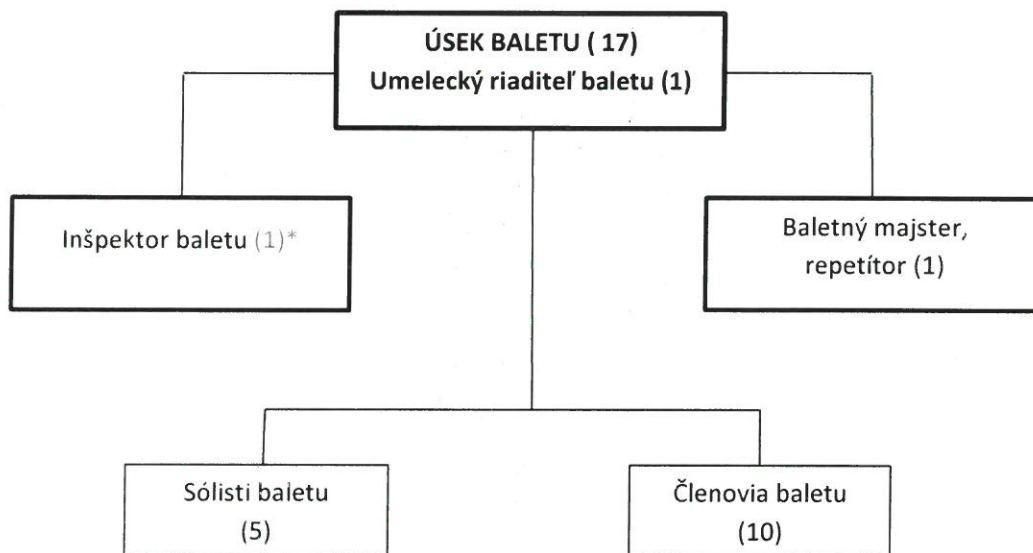 ÚSEK BALETU ( 17)
Umelecký riaditeľ baletu (1)
Inšpektor baletu (1)*
Baletný majster,
repetítor (1)
Sólisti baletu
(5)
Členovia baletu
(10)